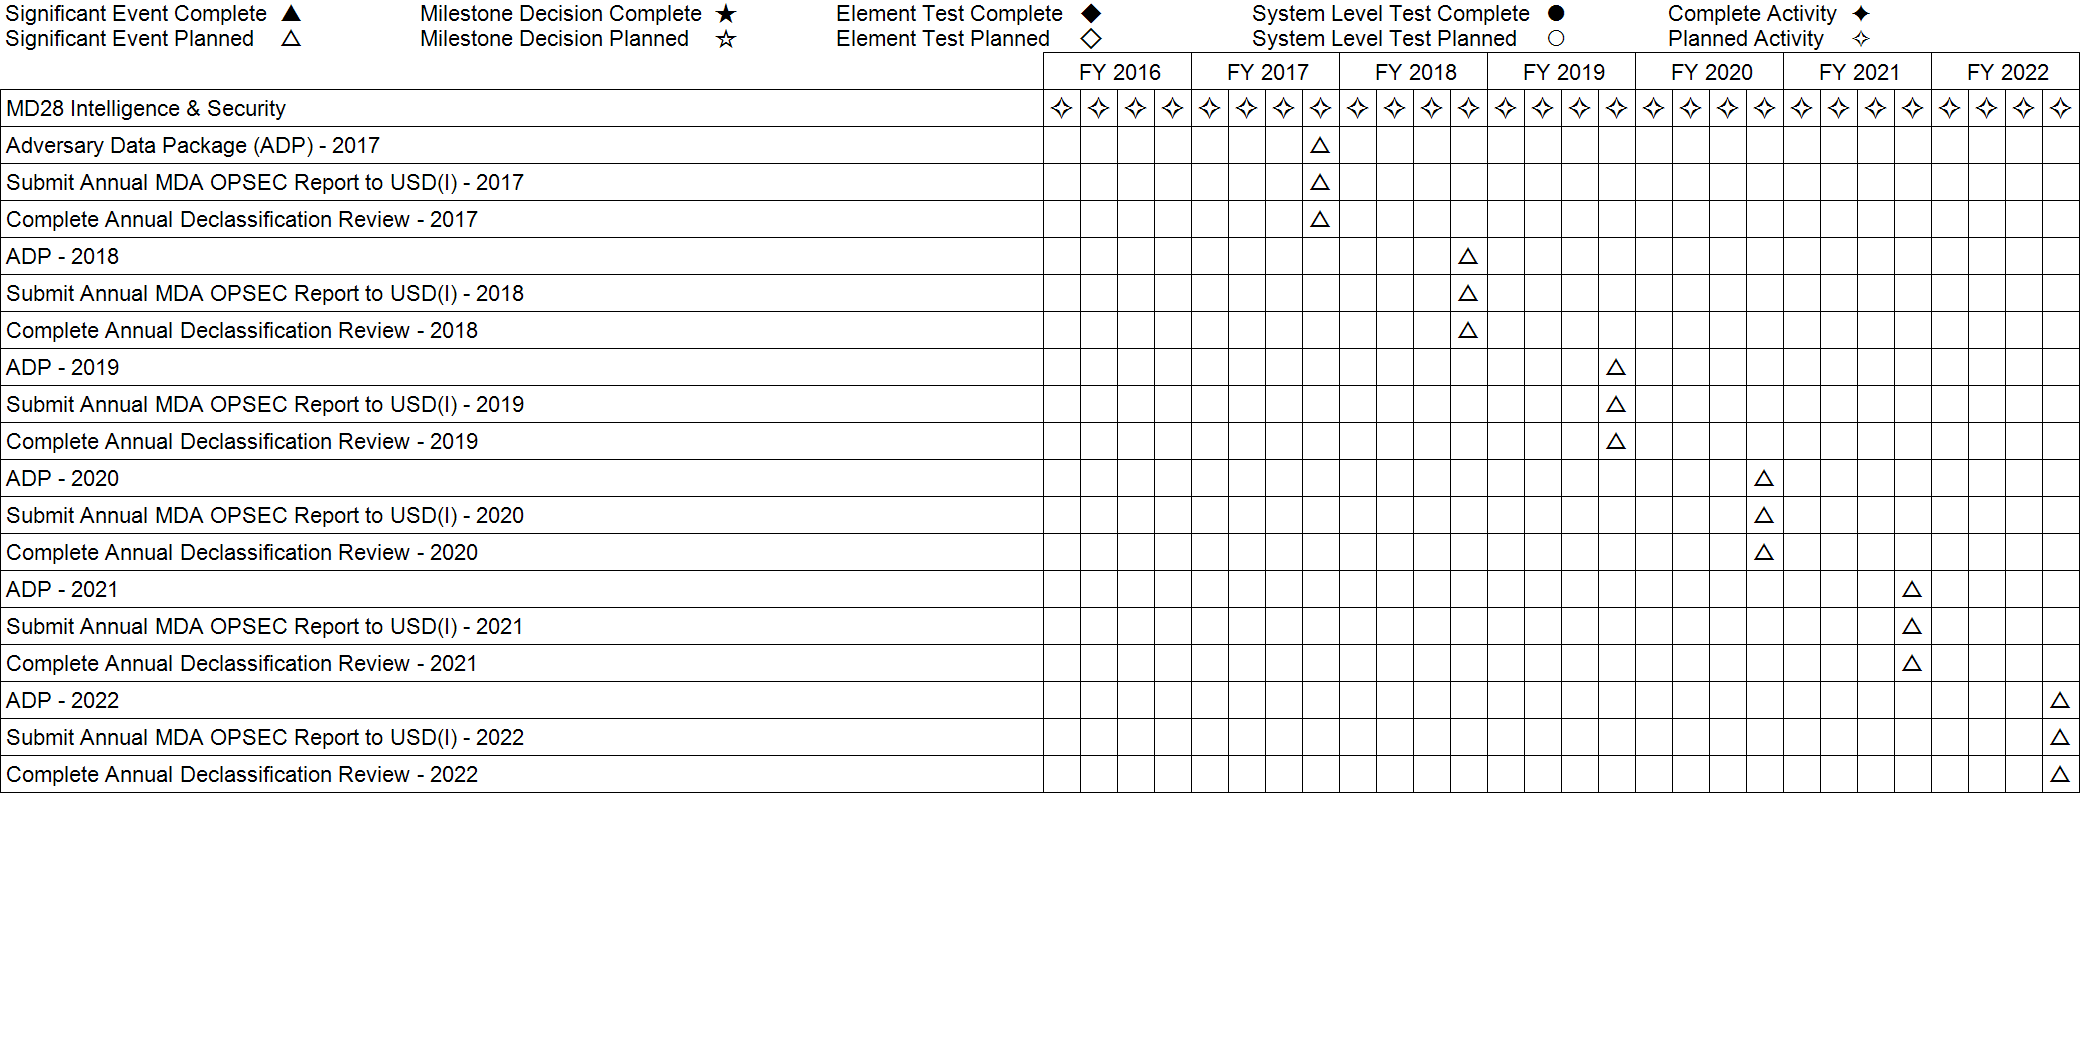 Significant Event Complete ▲ Milestone Decision Complete ★ Element Test Complete ◆ System Level Test Complete ● Complete Activity ✦
Significant Event Planned △ Milestone Decision Planned ☆ Element Test Planned ◇ System Level Test Planned ○ Planned Activity ✧
FY 2016 FY 2017 FY 2018 FY 2019 FY 2020 FY 2021 FY 2022
MD28 Intelligence & Security ✧ ✧ ✧ ✧ ✧ ✧ ✧ ✧ ✧ ✧ ✧ ✧ ✧ ✧ ✧ ✧ ✧ ✧ ✧ ✧ ✧ ✧ ✧ ✧ ✧ ✧ ✧ ✧
Adversary Data Package (ADP) - 2017 △
Submit Annual MDA OPSEC Report to USD(I) - 2017 △
Complete Annual Declassification Review - 2017 △
ADP - 2018 △
Submit Annual MDA OPSEC Report to USD(I) - 2018 △
Complete Annual Declassification Review - 2018 △
ADP - 2019 △
Submit Annual MDA OPSEC Report to USD(I) - 2019 △
Complete Annual Declassification Review - 2019 △
ADP - 2020 △
Submit Annual MDA OPSEC Report to USD(I) - 2020 △
Complete Annual Declassification Review - 2020 △
ADP - 2021 △
Submit Annual MDA OPSEC Report to USD(I) - 2021 △
Complete Annual Declassification Review - 2021 △
ADP - 2022 △
Submit Annual MDA OPSEC Report to USD(I) - 2022 △
Complete Annual Declassification Review - 2022 △